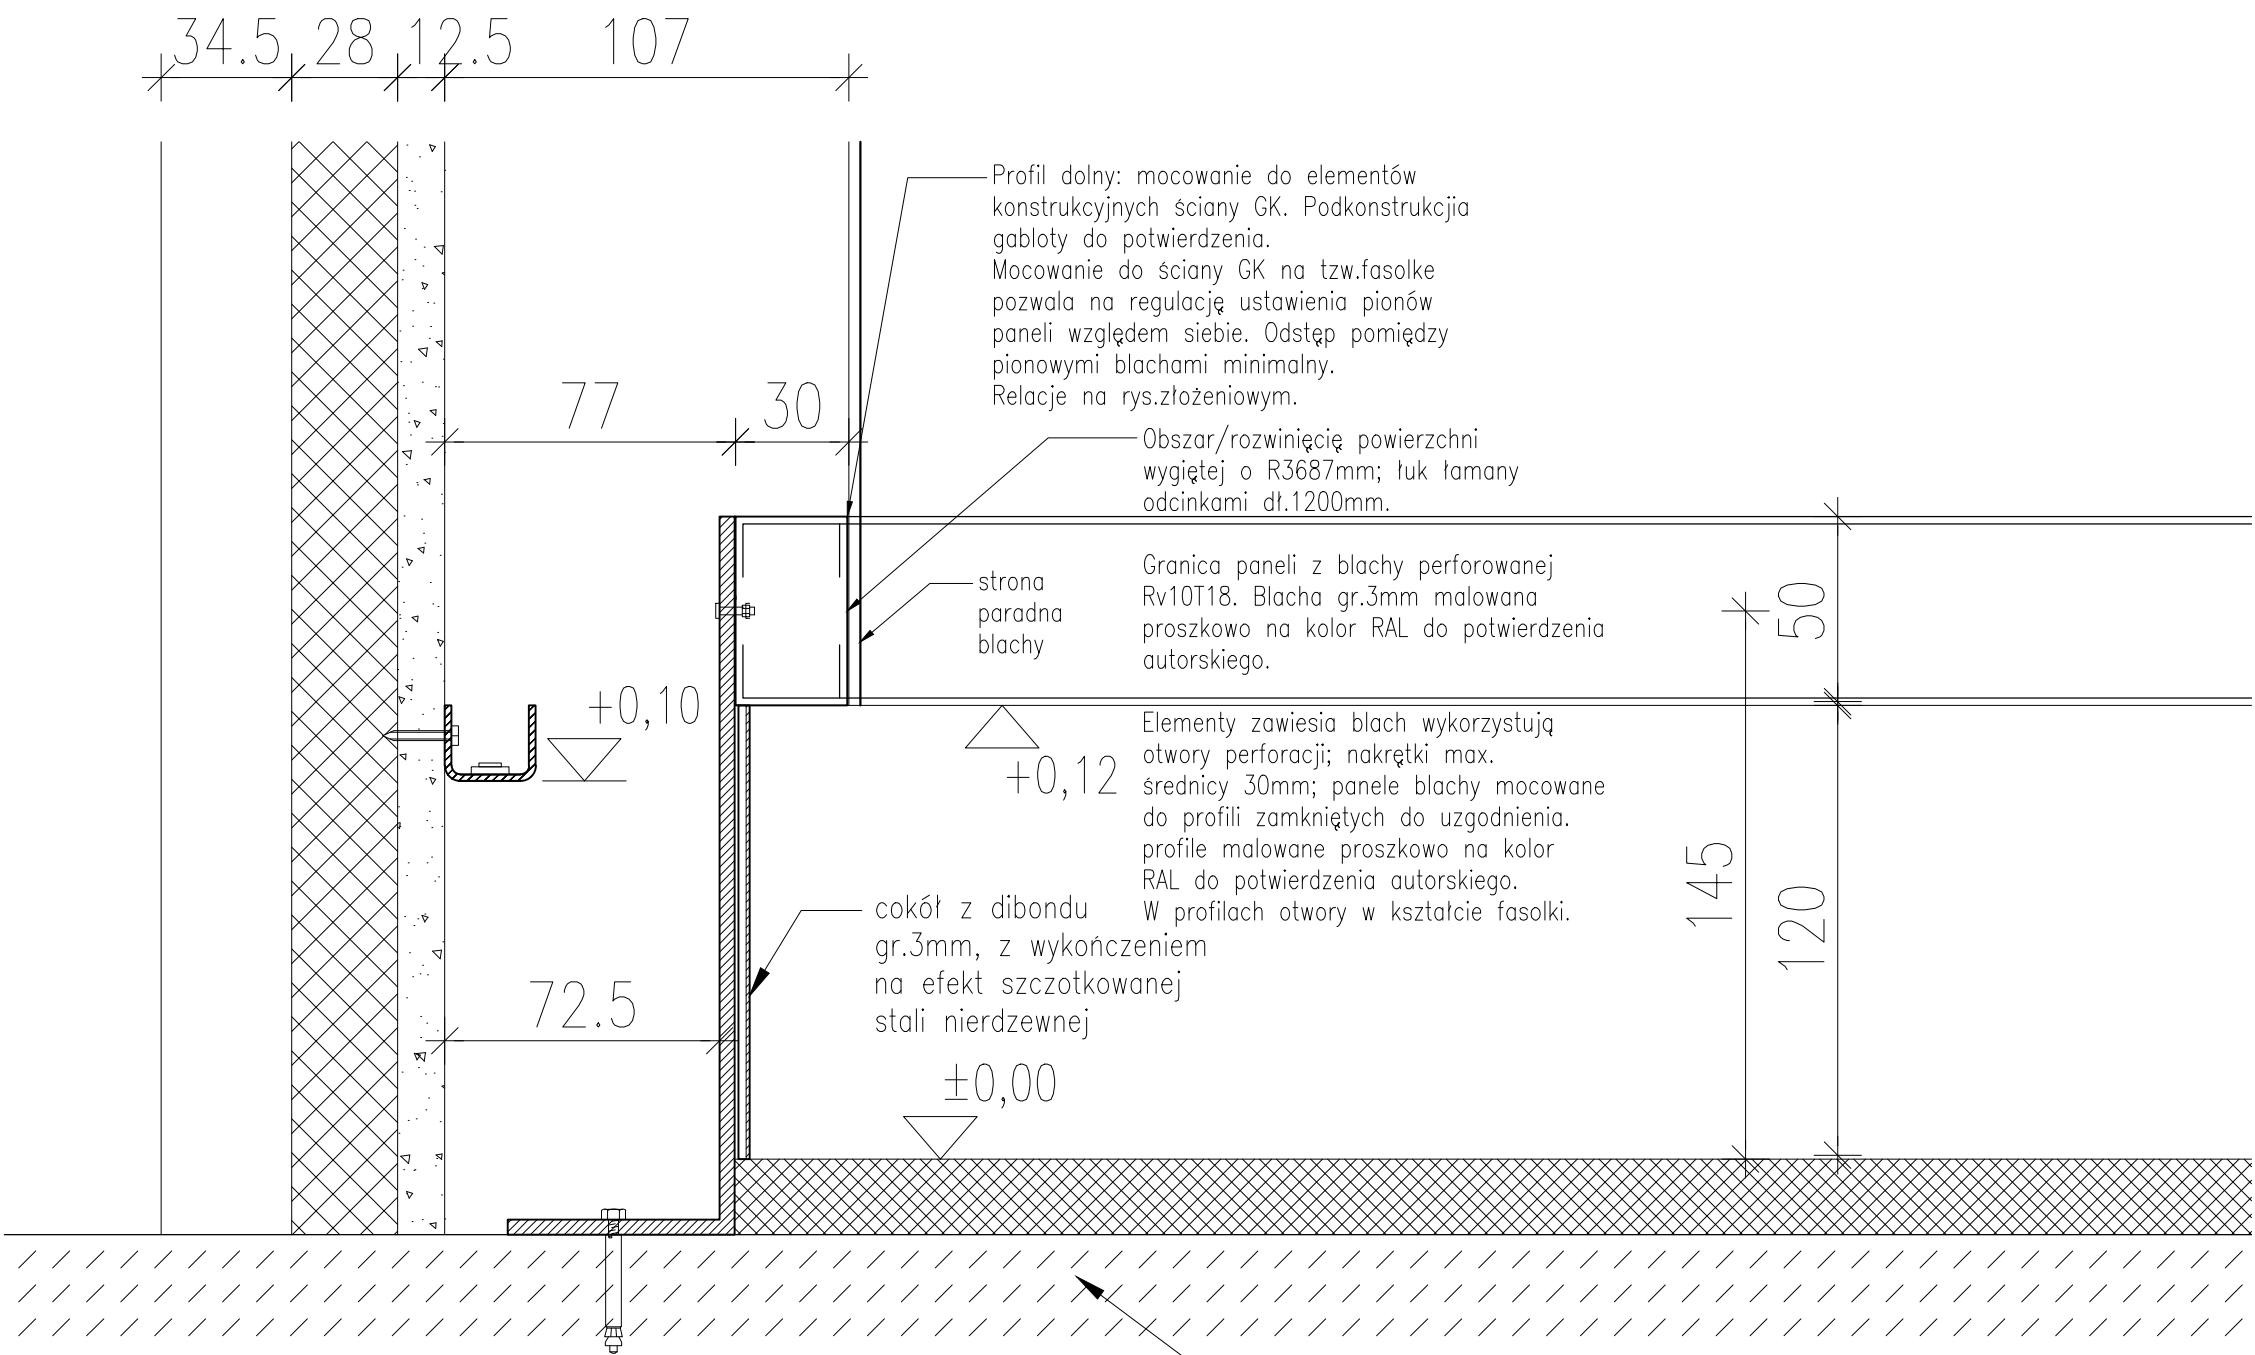 34.5 28 12.5 107
Profil dolny: mocowanie do elementów
konstrukcyjnych ściany GK. Podkonstrukcjia
gabloty do potwierdzenia.
Mocowanie do ściany GK na tzw.fasolke
pozwala na regulację ustawienia pionów
paneli względem siebie. Odstęp pomiędzy
pionowymi blachami minimalny.
Relacje na rys.złożeniowym.
77 30
Obszar/rozwinięcię powierzchni
wygiętej o R3687mm; łuk łamany
odcinkami dł.1200mm.
strona
paradna
blachy
Granica paneli z blachy perforowanej
Rv10T18. Blacha gr.3mm malowana
proszkowo na kolor RAL do potwierdzenia
autorskiego.
50
+0,10
+0,12
Elementy zawiesia blach wykorzystują
otwory perforacji; nakrętki max.
średnicy 30mm; panele blachy mocowane
do profili zamkniętych do uzgodnienia.
profile malowane proszkowo na kolor
RAL do potwierdzenia autorskiego.
W profilach otwory w kształcie fasolki.
145
120
cokół z dibondu
gr.3mm, z wykończeniem
na efekt szczotkowanej
stali nierdzewnej
72.5
±0,00